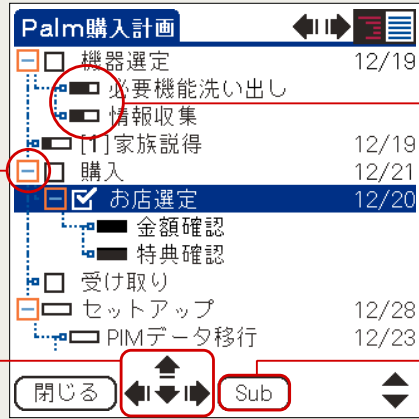 Palm購入計画
機器選定 12/19
必要機能洗い出し
情報収集
[1]家族説得 12/19
購入 12/21
お店選定 12/20
金額確認
特典確認
受け取り
セットアップ 12/28
PIMデータ移行 12/23
閉じる Sub